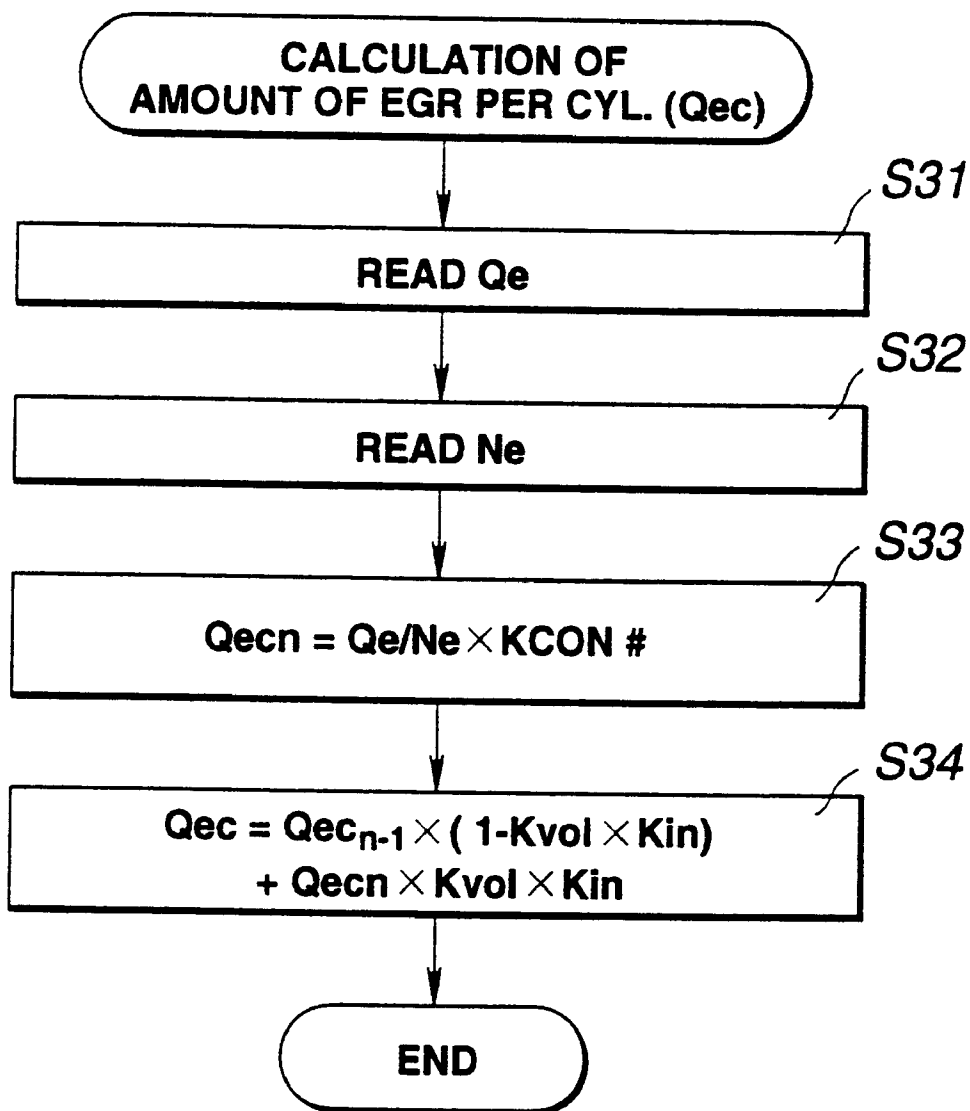 CALCULATION OF
AMOUNT OF EGR PER CYL. (Qec)
S31
READ Qe
S32
READ Ne
S33
Qecn = Qe/Ne × KCON #
S34
Qec = Qecn-1 × ( 1-Kvol × Kin)
+ Qecn × Kvol × Kin
END